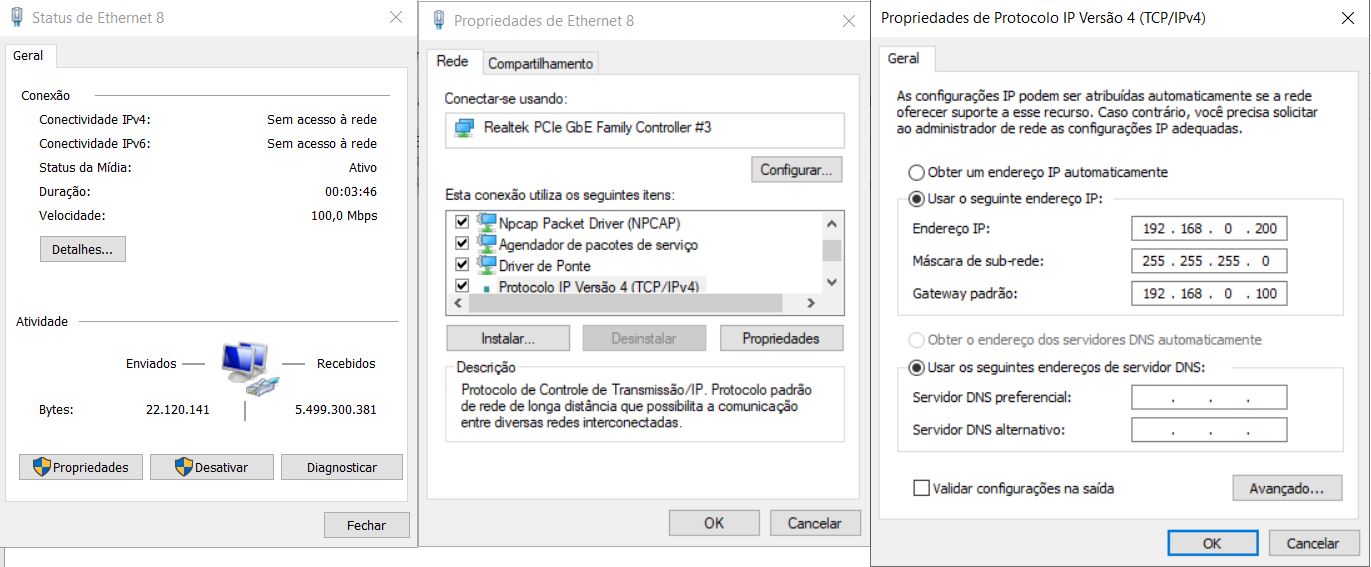 Status de Ethernet 8
Geral
Conexão
Conectividade IPv4: Sem acesso à rede
Conectividade IPv6: Sem acesso à rede
Status da Mídia: Ativo
Duração: 00:03:46
Velocidade: 100,0 Mbps
Detalhes...
Atividade
Enviados Recebidos
Bytes: 22.120.141 5.499.300.381
Propriedades Desativar Diagnosticar
Fechar
Propriedades de Ethernet 8
Rede Compartilhamento
Conectar-se usando:
Realtek PCIe GbE Family Controller #3
Configurar...
Esta conexão utiliza os seguintes itens:
Npcap Packet Driver (NPCAP)
Agendador de pacotes de serviço
Driver de Ponte
Protocolo IP Versão 4 (TCP/IPv4)
Instalar... Desinstalar Propriedades
Descrição
Protocolo de Controle de Transmissão/IP. Protocolo padrão
de rede de longa distância que possibilita a comunicação
entre diversas redes interconectadas.
OK Cancelar
Propriedades de Protocolo IP Versão 4 (TCP/IPv4)
Geral
As configurações IP podem ser atribuídas automaticamente se a rede
oferecer suporte a esse recurso. Caso contrário, você precisa solicitar
ao administrador de rede as configurações IP adequadas.
Obter um endereço IP automaticamente
Usar o seguinte endereço IP:
Endereço IP: 192 . 168 . 0 . 200
Máscara de sub-rede: 255 . 255 . 255 . 0
Gateway padrão: 192 . 168 . 0 . 100
Obter o endereço dos servidores DNS automaticamente
Usar os seguintes endereços de servidor DNS:
Servidor DNS preferencial: . . .
Servidor DNS alternativo: . . .
Validar configurações na saída
Avançado...
OK Cancelar